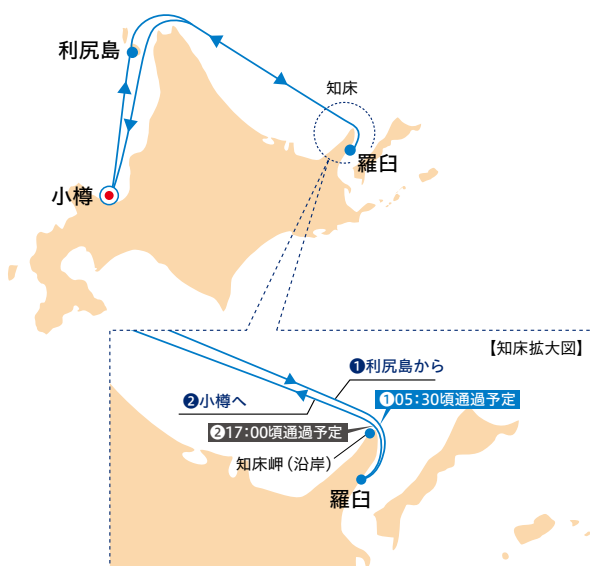 利尻島
知床
羅臼
小樽
【知床拡大図】
❶利尻島から
❷小樽へ
❶05:30頃通過予定
❷17:00頃通過予定
知床岬(沿岸)
羅臼